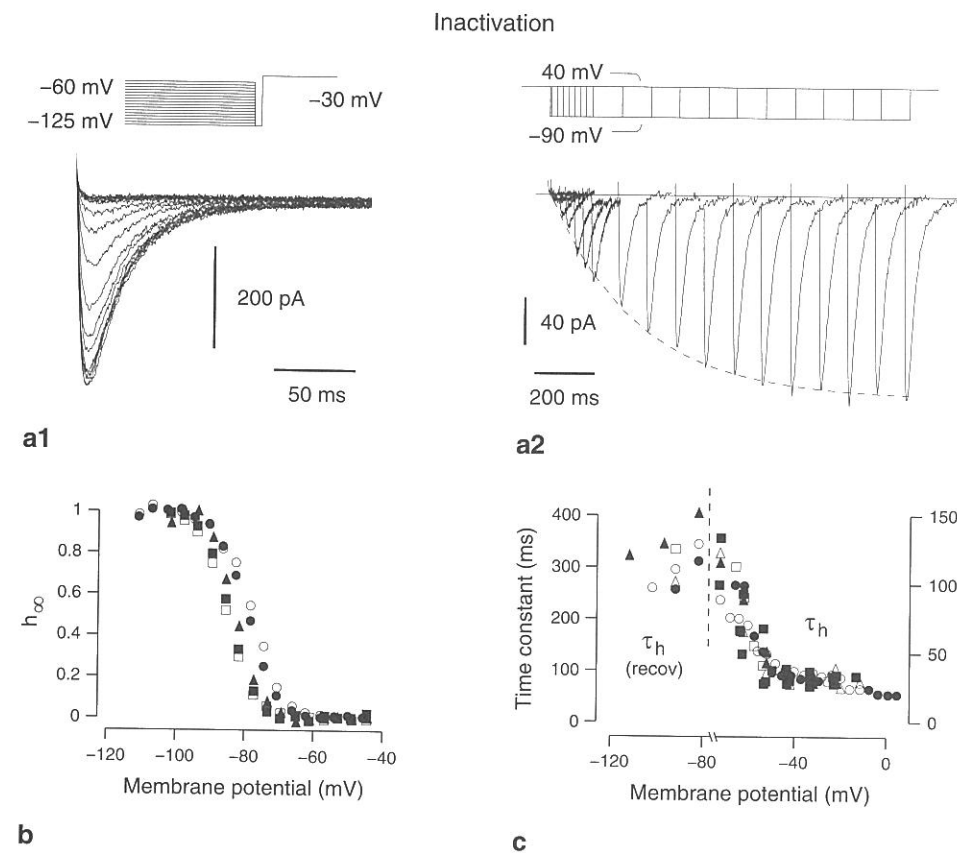 Inactivation
−60 mV
−125 mV
−30 mV
200 pA
50 ms
a1
40 mV
−90 mV
40 pA
200 ms
a2
1
0.8
0.6
0.4
0.2
0
h∞
−120 −100 −80 −60 −40
Membrane potential (mV)
b
400
300
200
100
0
Time constant (ms)
τh
(recov)
τh
150
100
50
0
−120 −80 −40 0
Membrane potential (mV)
c